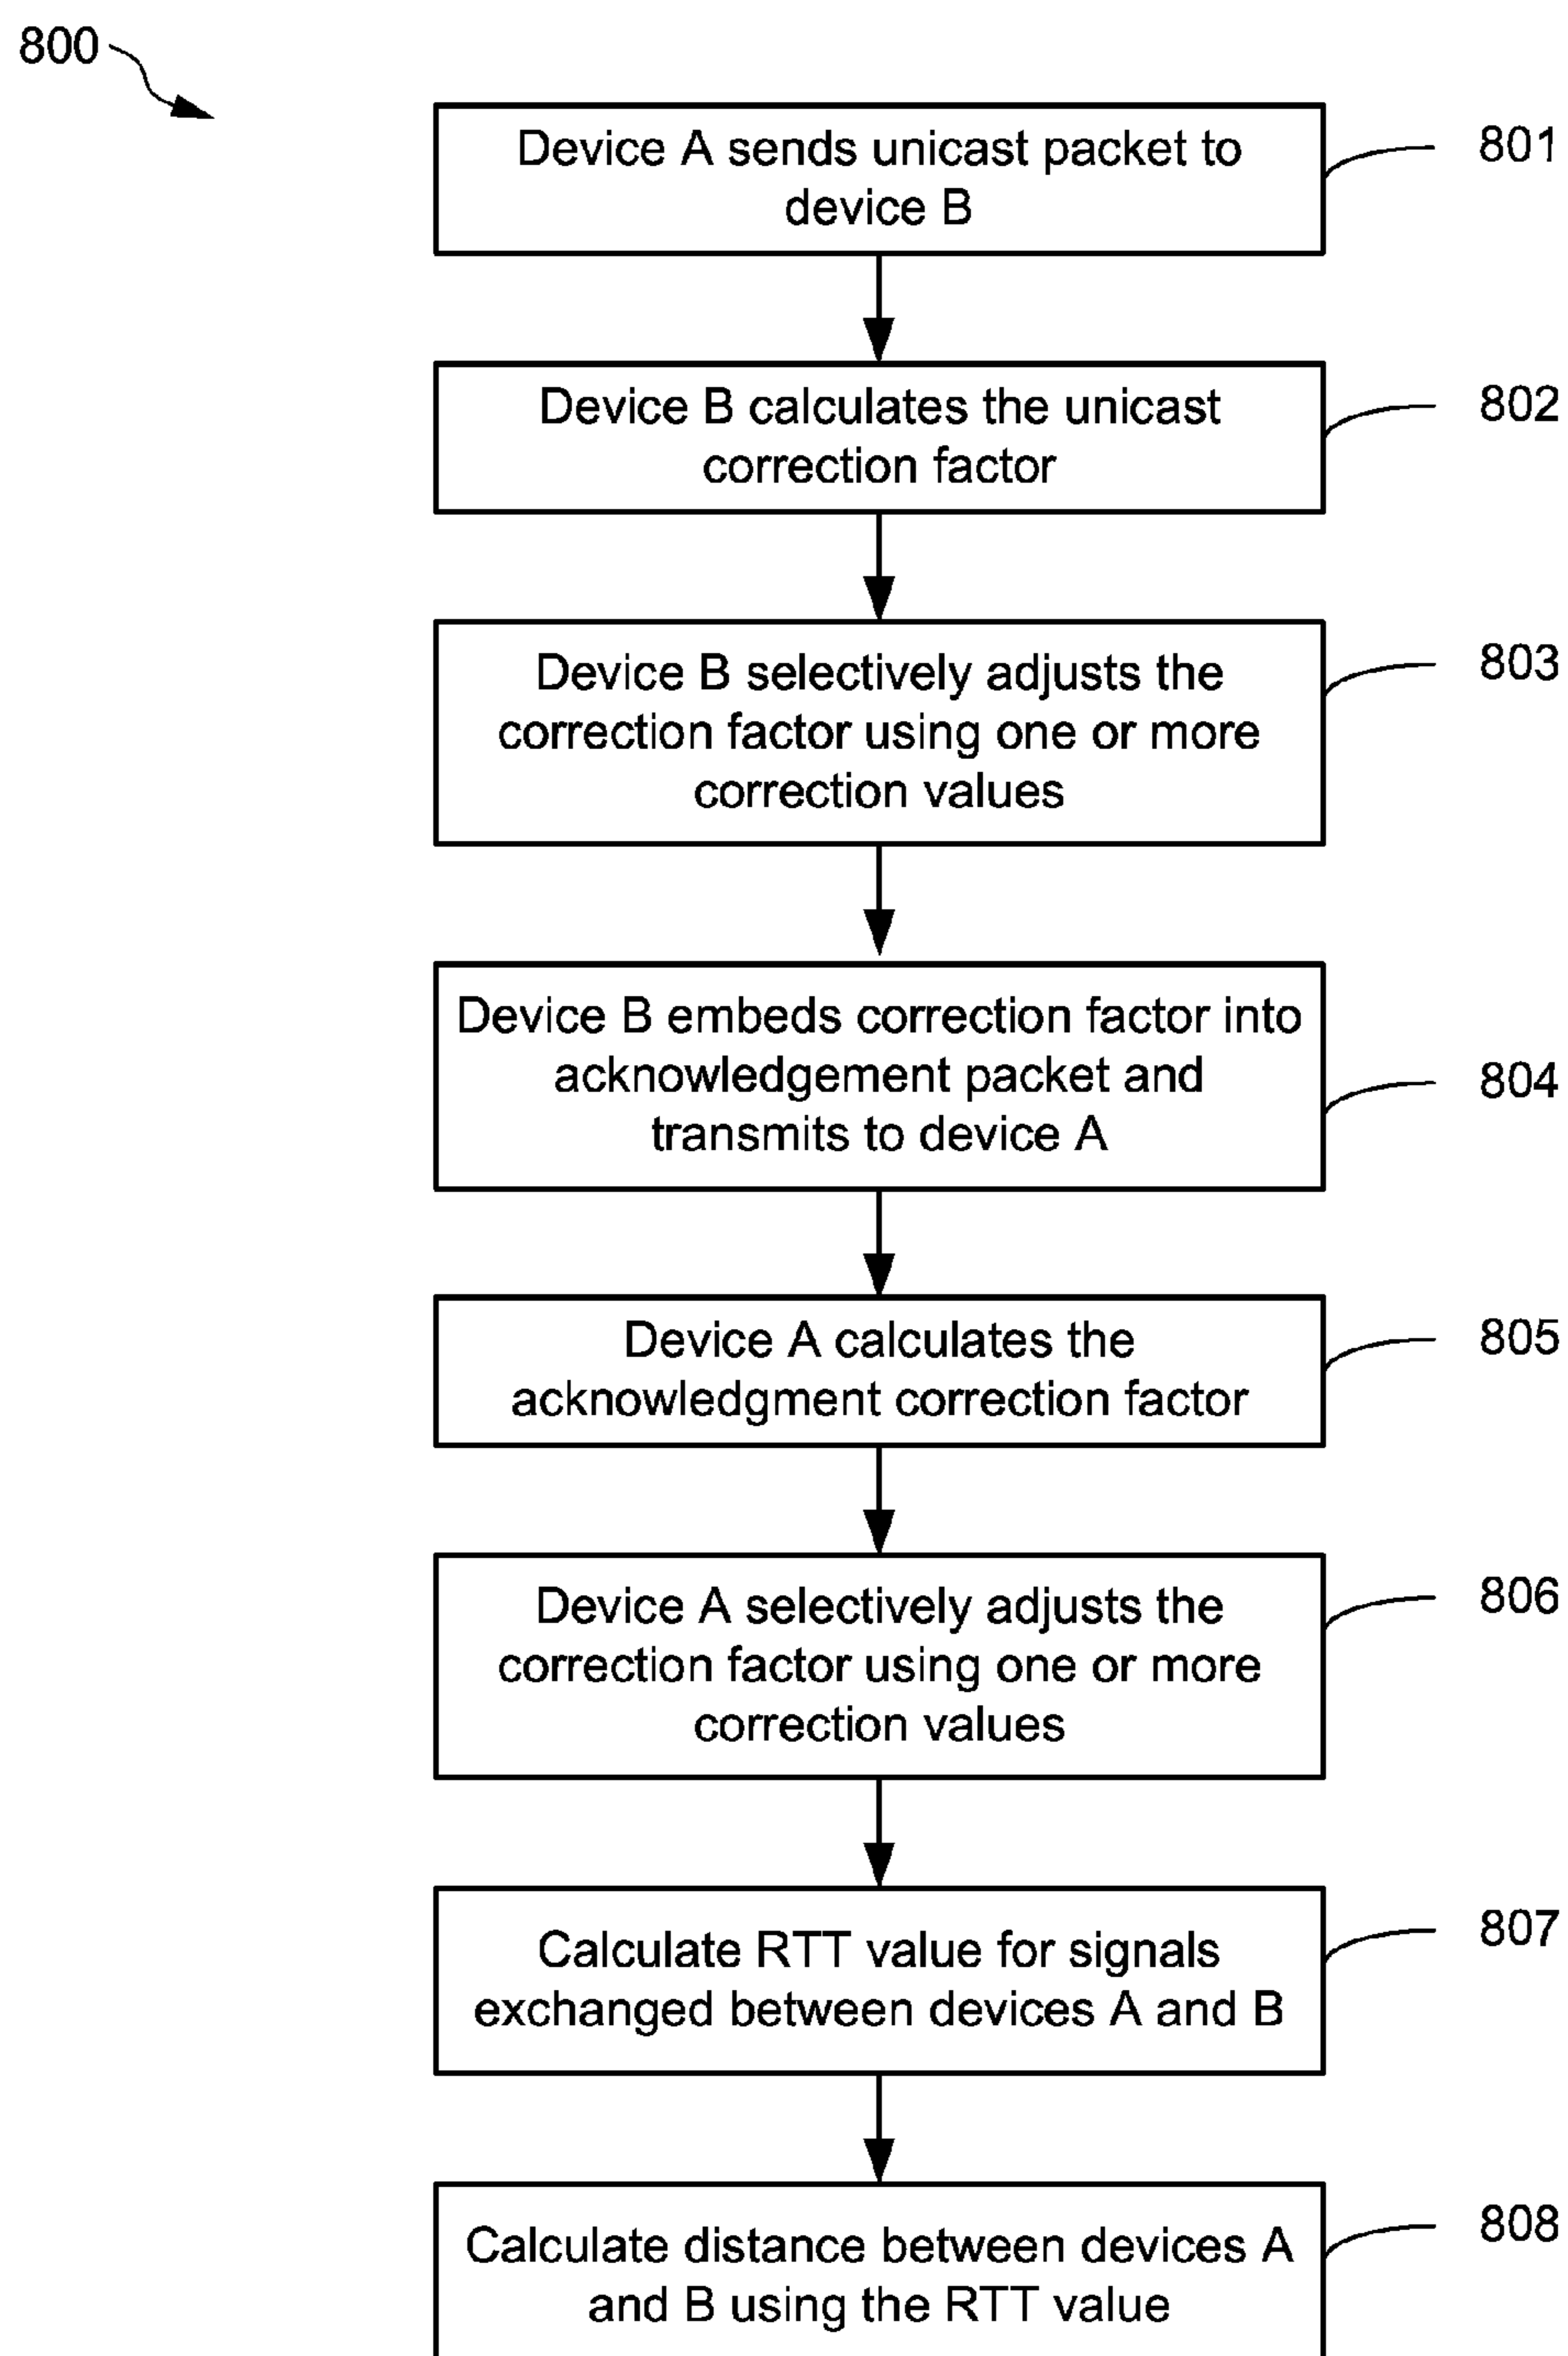 800
Device A sends unicast packet to
device B
801
Device B calculates the unicast
correction factor
802
Device B selectively adjusts the
correction factor using one or more
correction values
803
Device B embeds correction factor into
acknowledgement packet and
transmits to device A
804
Device A calculates the
acknowledgment correction factor
805
Device A selectively adjusts the
correction factor using one or more
correction values
806
Calculate RTT value for signals
exchanged between devices A and B
807
Calculate distance between devices A
and B using the RTT value
808